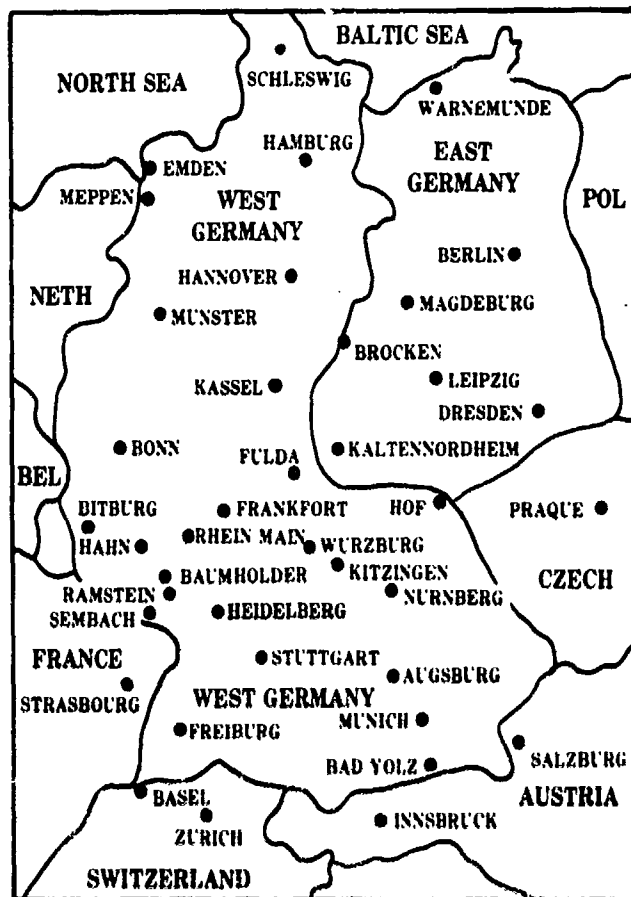 BALTIC SEA
NORTH SEA
SCHLESWIG
WARNEMUNDE
HAMBURG
EAST
GERMANY
EMDEN
MEPPEN
WEST
GERMANY
POL
BERLIN
HANNOVER
NETH
MAGDEBURG
MUNSTER
BROCKEN
LEIPZIG
KASSEL
DRESDEN
BONN
KALTENNORDHEIM
FULDA
BEL
BITBURG
FRANKFORT
HOF
PRAQUE
RHEIN MAIN
HAHN
WURZBURG
KITZINGEN
BAUMHOLDER
CZECH
RAMSTEIN
NURNBERG
SEMBACH
HEIDELBERG
FRANCE
STUTTGART
AUGSBURG
STRASBOURG
WEST GERMANY
MUNICH
FREIBURG
BAD YOLZ
SALZBURG
BASEL
AUSTRIA
ZURICH
INNSBRUCK
SWITZERLAND